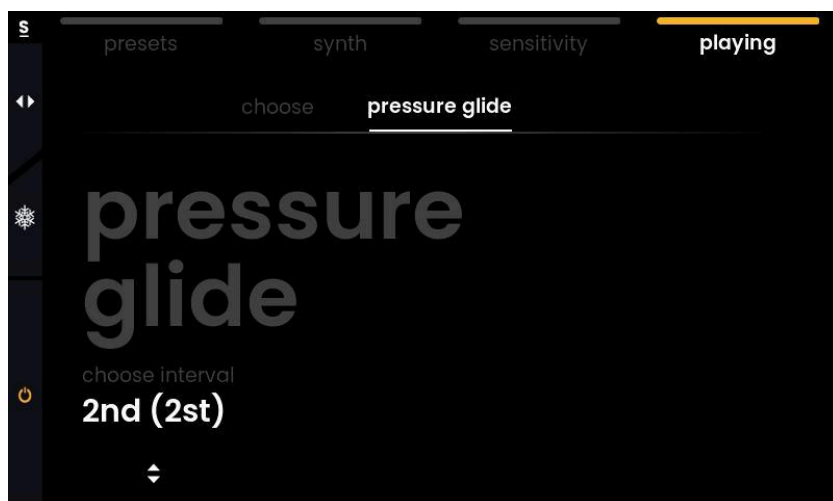 S
presets synth sensitivity playing
choose pressure glide
pressure
glide
choose interval
2nd (2st)